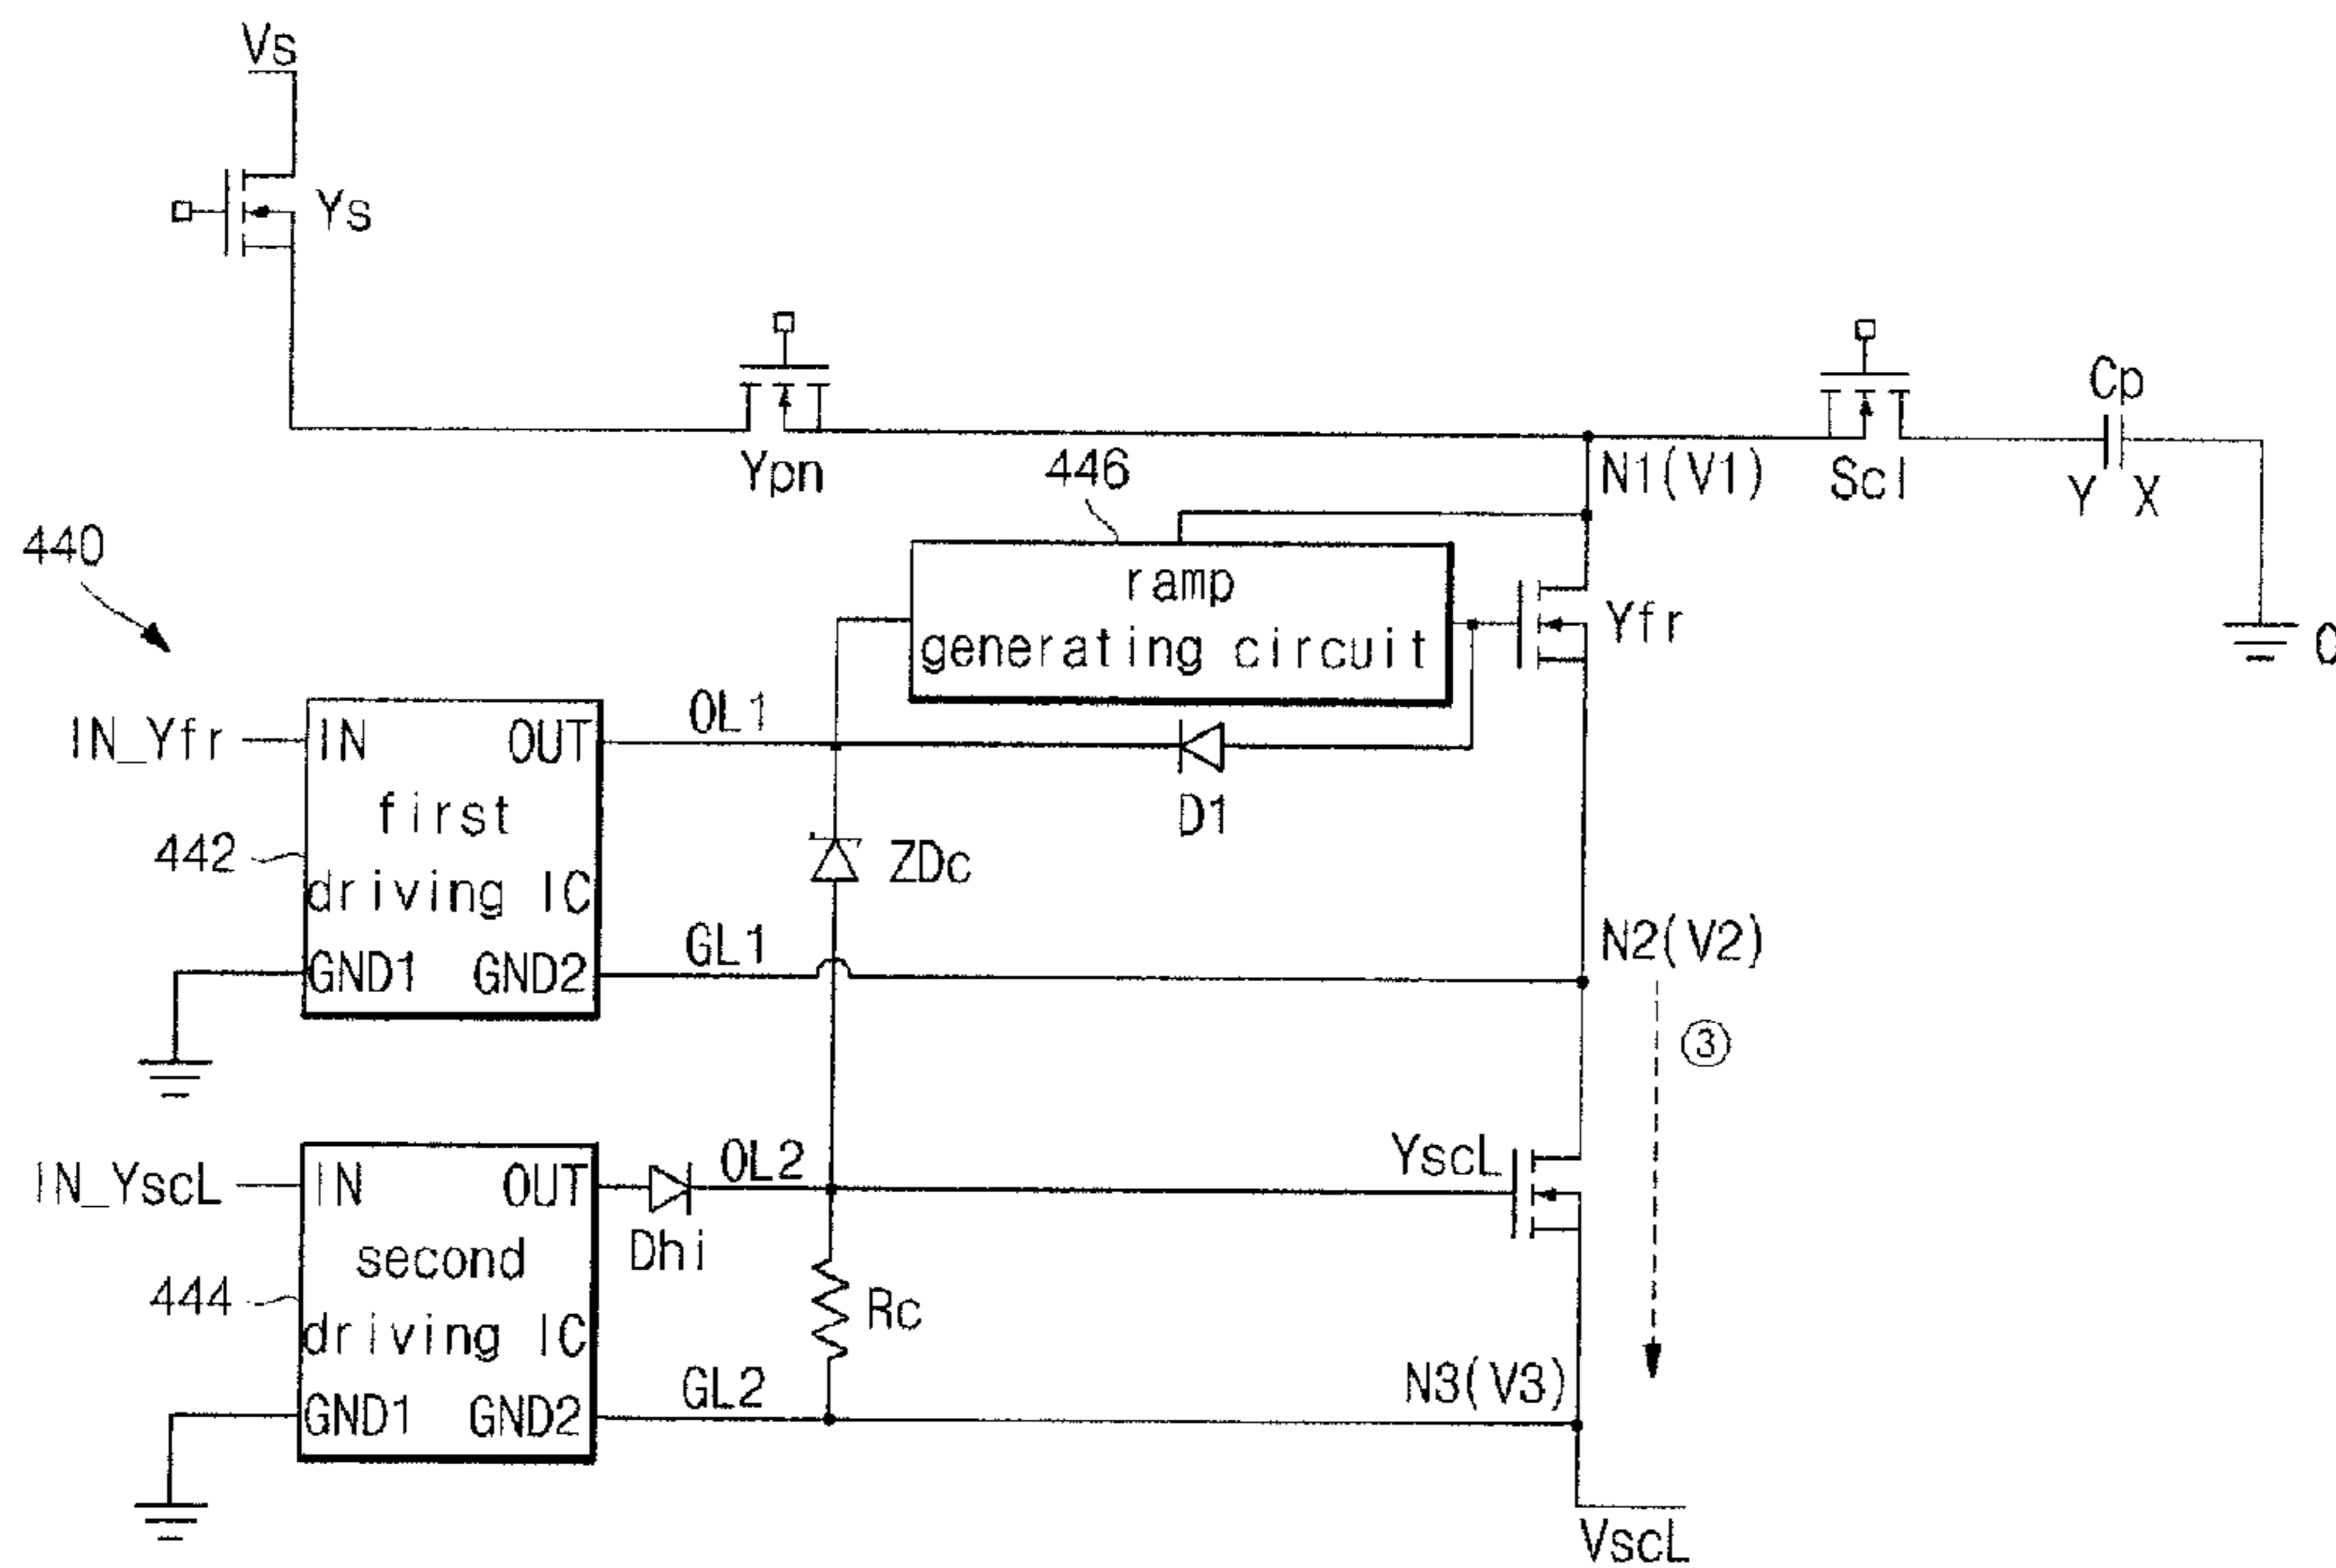 Vs
Ys
Ypn
446
N1(V1)
Scl
Cp
Y X
440
ramp
generating circuit
Yfr
0
IN_Yfr
IN OUT
OL1
first
driving IC
442
D1
ZDc
GND1 GND2
GL1
N2(V2)
③
IN_YscL
IN OUT
OL2
YscL
Dhi
second
driving IC
444
Rc
GND1 GND2
GL2
N3(V3)
VscL